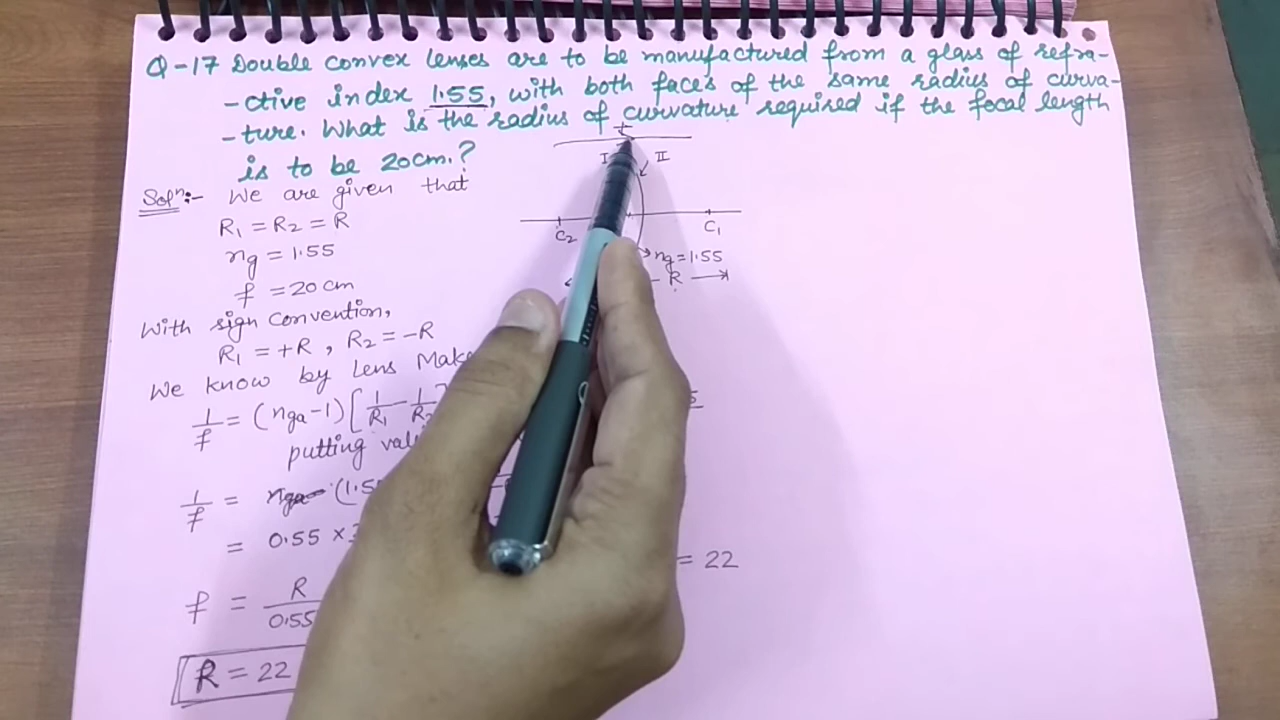 Q-17 Double convex lenses are to be manufactured from a glass of refra-
-ctive index 1.55, with both faces of the same radius of curva-
-ture. What is the radius of curvature required if the focal length
is to be 20cm.?
Solⁿ:- We are given that
R₁ = R₂ = R
ng = 1.55
f = 20 cm
With sign convention,
R₁ = +R , R₂ = -R
We know by Lens
1/f = (nga-1)[1/R₁ - 1/R₂
putting
1/f = (1.5
= 0.55 ×
f = R/0.55
R = 22
I II
C₂ C₁
ng = 1.55
R
= 22